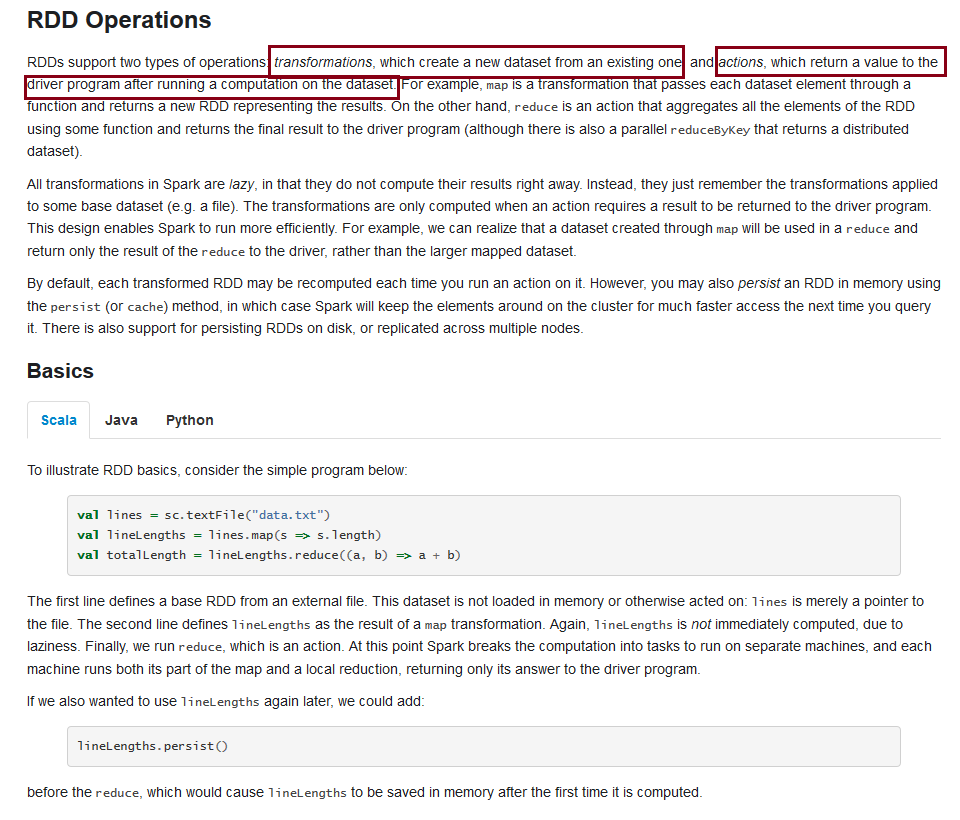 RDD Operations
RDDs support two types of operations: transformations, which create a new dataset from an existing one, and actions, which return a value to the
driver program after running a computation on the dataset. For example, map is a transformation that passes each dataset element through a
function and returns a new RDD representing the results. On the other hand, reduce is an action that aggregates all the elements of the RDD
using some function and returns the final result to the driver program (although there is also a parallel reduceByKey that returns a distributed
dataset).
All transformations in Spark are lazy, in that they do not compute their results right away. Instead, they just remember the transformations applied
to some base dataset (e.g. a file). The transformations are only computed when an action requires a result to be returned to the driver program.
This design enables Spark to run more efficiently. For example, we can realize that a dataset created through map will be used in a reduce and
return only the result of the reduce to the driver, rather than the larger mapped dataset.
By default, each transformed RDD may be recomputed each time you run an action on it. However, you may also persist an RDD in memory using
the persist (or cache) method, in which case Spark will keep the elements around on the cluster for much faster access the next time you query
it. There is also support for persisting RDDs on disk, or replicated across multiple nodes.
Basics
Scala Java Python
To illustrate RDD basics, consider the simple program below:
val lines = sc.textFile("data.txt")
val lineLengths = lines.map(s => s.length)
val totalLength = lineLengths.reduce((a, b) => a + b)
The first line defines a base RDD from an external file. This dataset is not loaded in memory or otherwise acted on: lines is merely a pointer to
the file. The second line defines lineLengths as the result of a map transformation. Again, lineLengths is not immediately computed, due to
laziness. Finally, we run reduce, which is an action. At this point Spark breaks the computation into tasks to run on separate machines, and each
machine runs both its part of the map and a local reduction, returning only its answer to the driver program.
If we also wanted to use lineLengths again later, we could add:
lineLengths.persist()
before the reduce, which would cause lineLengths to be saved in memory after the first time it is computed.